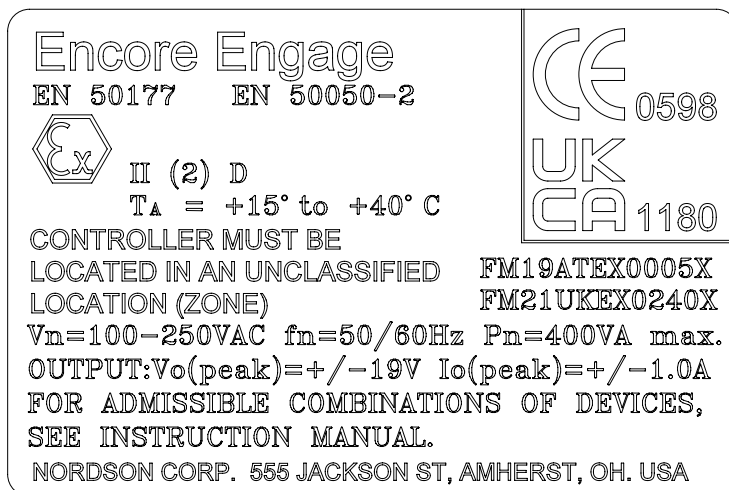 Encore Engage
EN 50177 EN 50050-2
CE 0598
Ex
II (2) D
TA = +15° to +40° C
UK
CA 1180
CONTROLLER MUST BE
LOCATED IN AN UNCLASSIFIED
LOCATION (ZONE)
FM19ATEX0005X
FM21UKEX0240X
Vn=100-250VAC fn=50/60Hz Pn=400VA max.
OUTPUT:Vo(peak)=+/-19V Io(peak)=+/-1.0A
FOR ADMISSIBLE COMBINATIONS OF DEVICES,
SEE INSTRUCTION MANUAL.
NORDSON CORP. 555 JACKSON ST, AMHERST, OH. USA